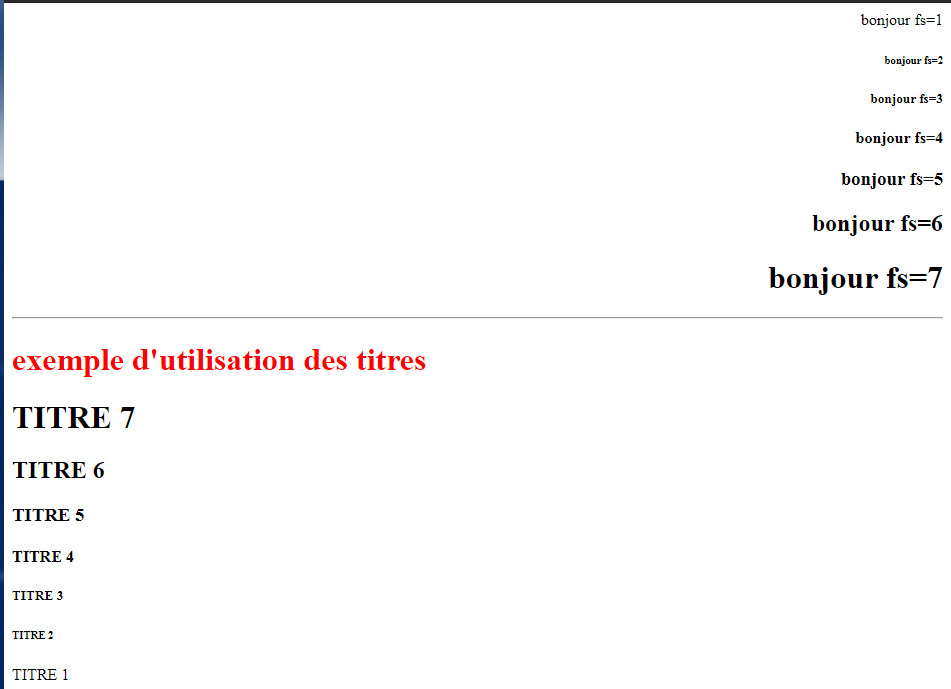 bonjour fs=1
bonjour fs=2
bonjour fs=3
bonjour fs=4
bonjour fs=5
bonjour fs=6
bonjour fs=7
exemple d'utilisation des titres
TITRE 7
TITRE 6
TITRE 5
TITRE 4
TITRE 3
TITRE 2
TITRE 1